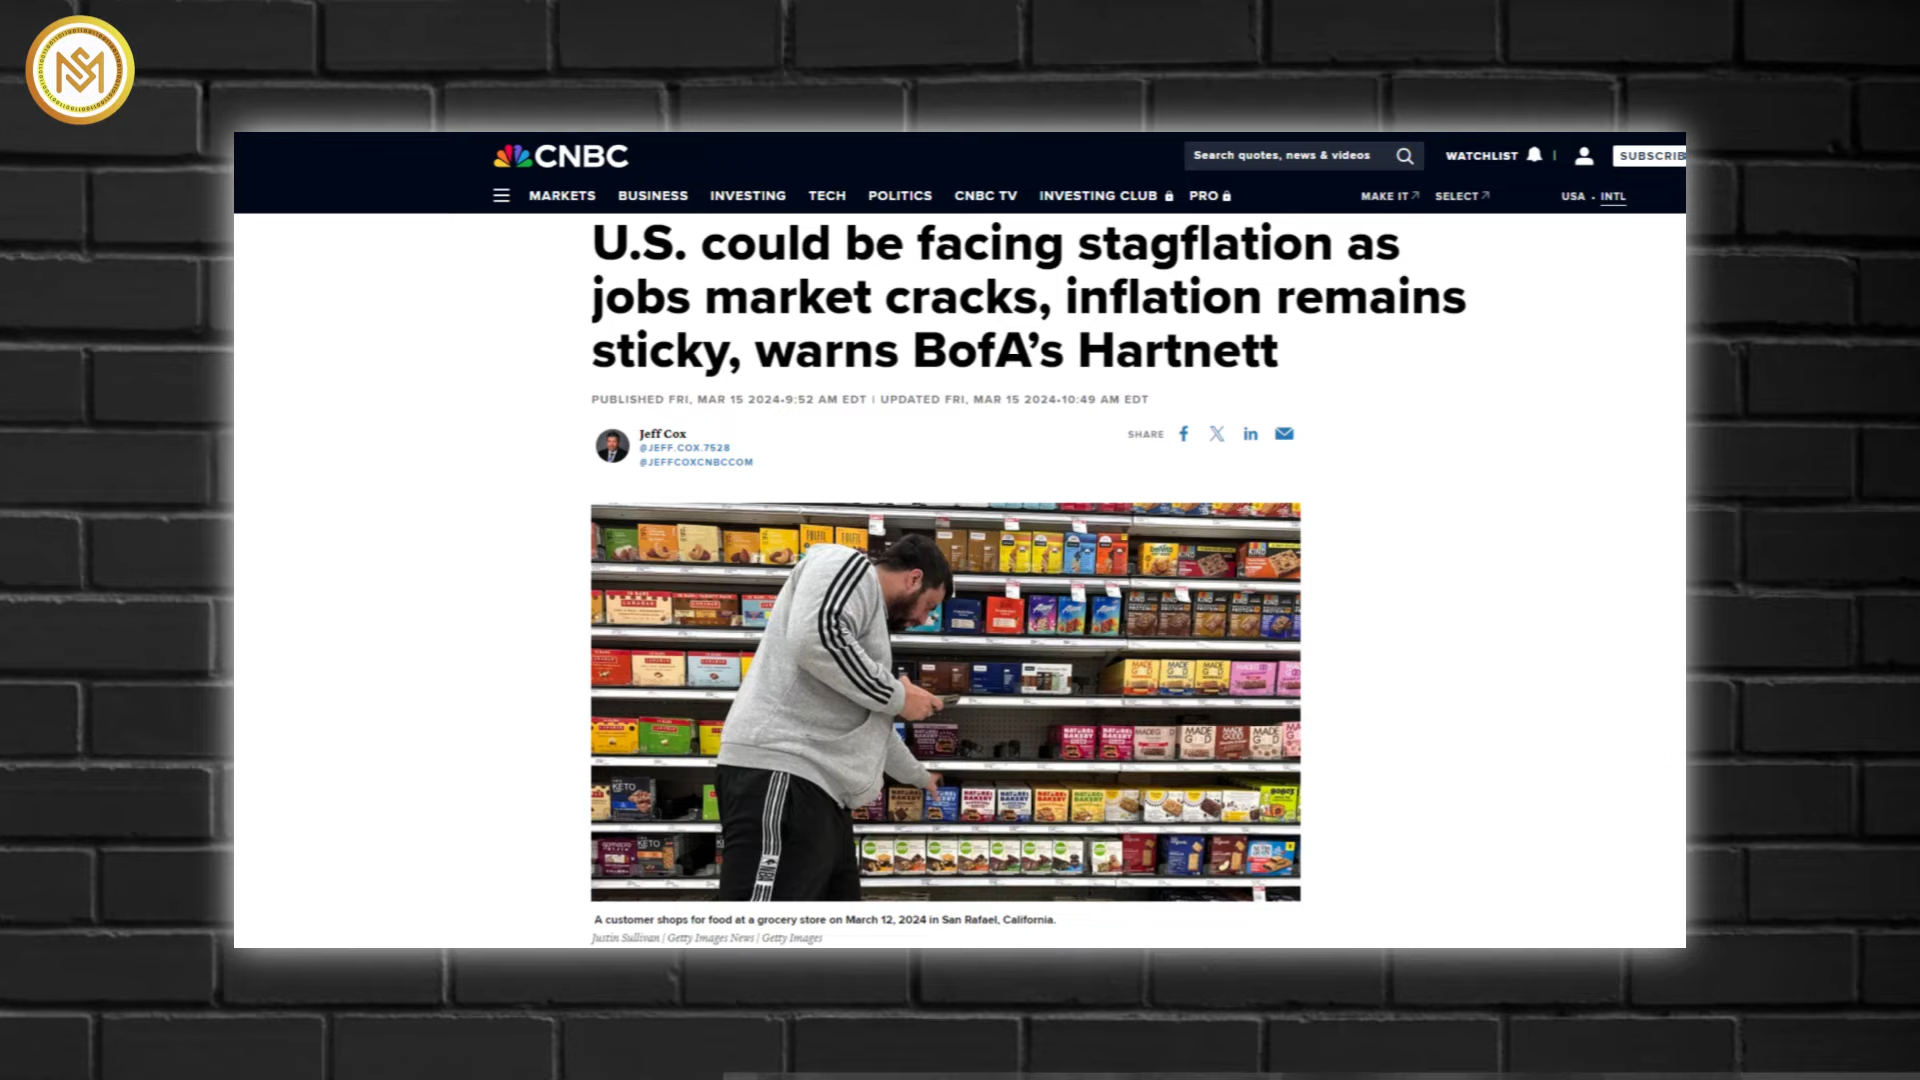 CNBC
Search quotes, news & videos
WATCHLIST
SUBSCRIB
MARKETS BUSINESS INVESTING TECH POLITICS CNBC TV INVESTING CLUB PRO
MAKE IT SELECT
USA • INTL
U.S. could be facing stagflation as
jobs market cracks, inflation remains
sticky, warns BofA’s Hartnett
PUBLISHED FRI, MAR 15 2024•9:52 AM EDT | UPDATED FRI, MAR 15 2024•10:49 AM EDT
Jeff Cox
@JEFF.COX.7528
@JEFFCOXCNBCCOM
SHARE
A customer shops for food at a grocery store on March 12, 2024 in San Rafael, California.
Justin Sullivan | Getty Images News | Getty Images